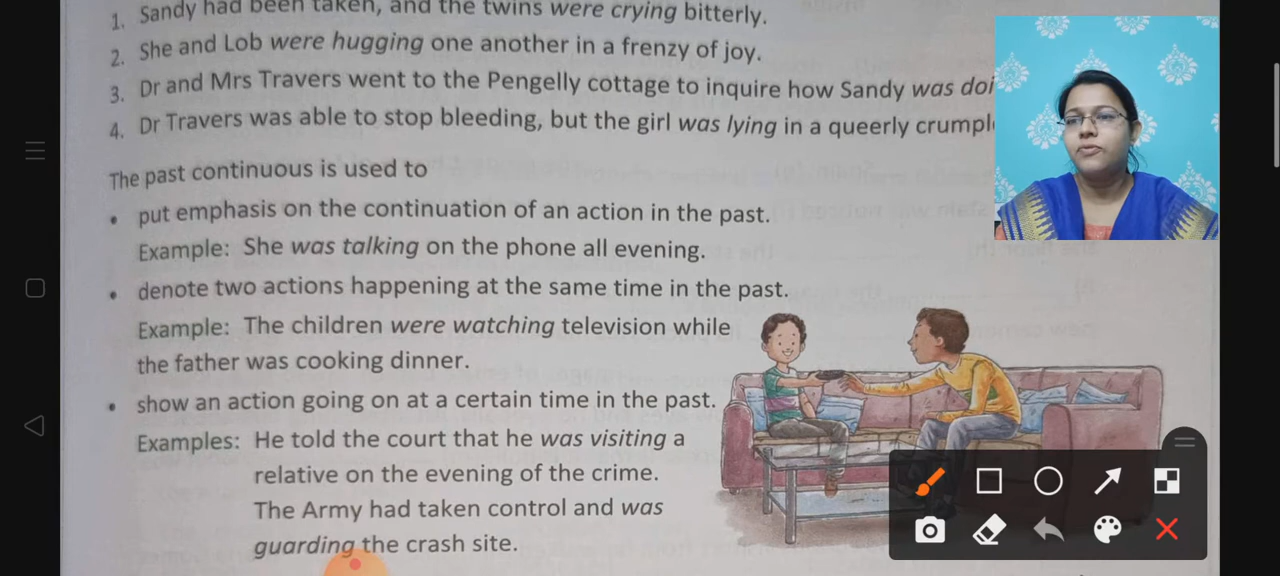 1. Sandy had been taken, and the twins were crying bitterly.
2. She and Lob were hugging one another in a frenzy of joy.
3. Dr and Mrs Travers went to the Pengelly cottage to inquire how Sandy was
4. Dr Travers was able to stop bleeding, but the girl was lying in a queerly
The past continuous is used to
• put emphasis on the continuation of an action in the past.
Example: She was talking on the phone all evening.
• denote two actions happening at the same time in the past.
Example: The children were watching television while
the father was cooking dinner.
• show an action going on at a certain time in the past.
Examples: He told the court that he was visiting a
relative on the evening of the crime.
The Army had taken control and was
guarding the crash site.